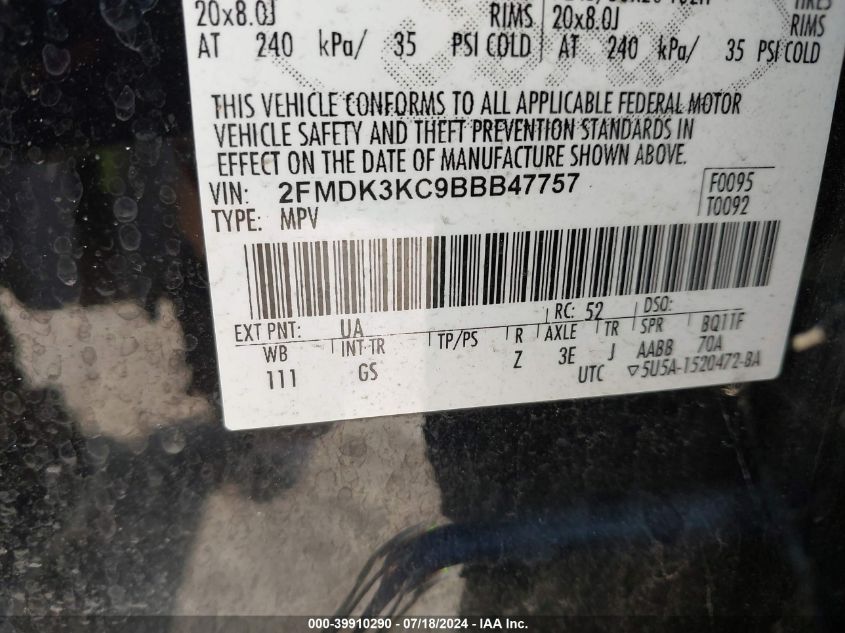 20x8.0J RIMS 20x8.0J RIMS
AT 240 kPa/ 35 PSI COLD AT 240 kPa/ 35 PSI COLD
THIS VEHICLE CONFORMS TO ALL APPLICABLE FEDERAL MOTOR
VEHICLE SAFETY AND THEFT PREVENTION STANDARDS IN
EFFECT ON THE DATE OF MANUFACTURE SHOWN ABOVE.
VIN: 2FMDK3KC9BBB47757 F0095
TYPE: MPV T0092
EXT PNT: UA RC: 52 DSO:
WB INT TR TP/PS R AXLE TR SPR BQ1TF
111 GS Z 3E J AABB 70A
UTC ▽5U5A-1520472-BA
000-39910290 - 07/18/2024 - IAA Inc.